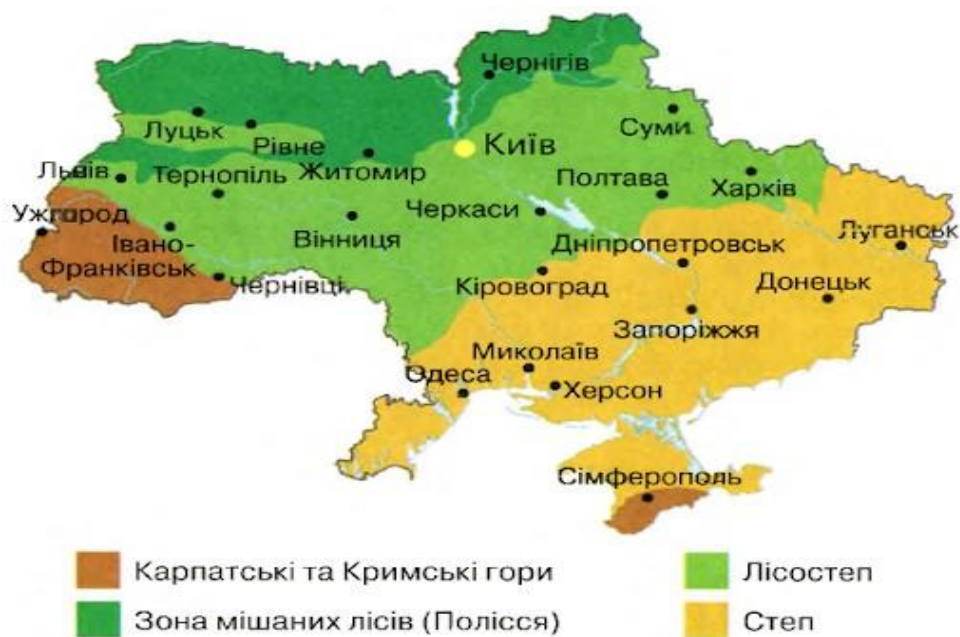 Чернігів
Суми
Луцьк
Рівне
Київ
Львів
Тернопіль
Житомир
Полтава
Харків
Ужгород
Черкаси
Івано-
Франківськ
Вінниця
Дніпропетровськ
Луганськ
Чернівці
Кіровоград
Донецьк
Запоріжжя
Миколаїв
Одеса
Херсон
Сімферополь
Карпатські та Кримські гори
Лісостеп
Зона мішаних лісів (Полісся)
Степ